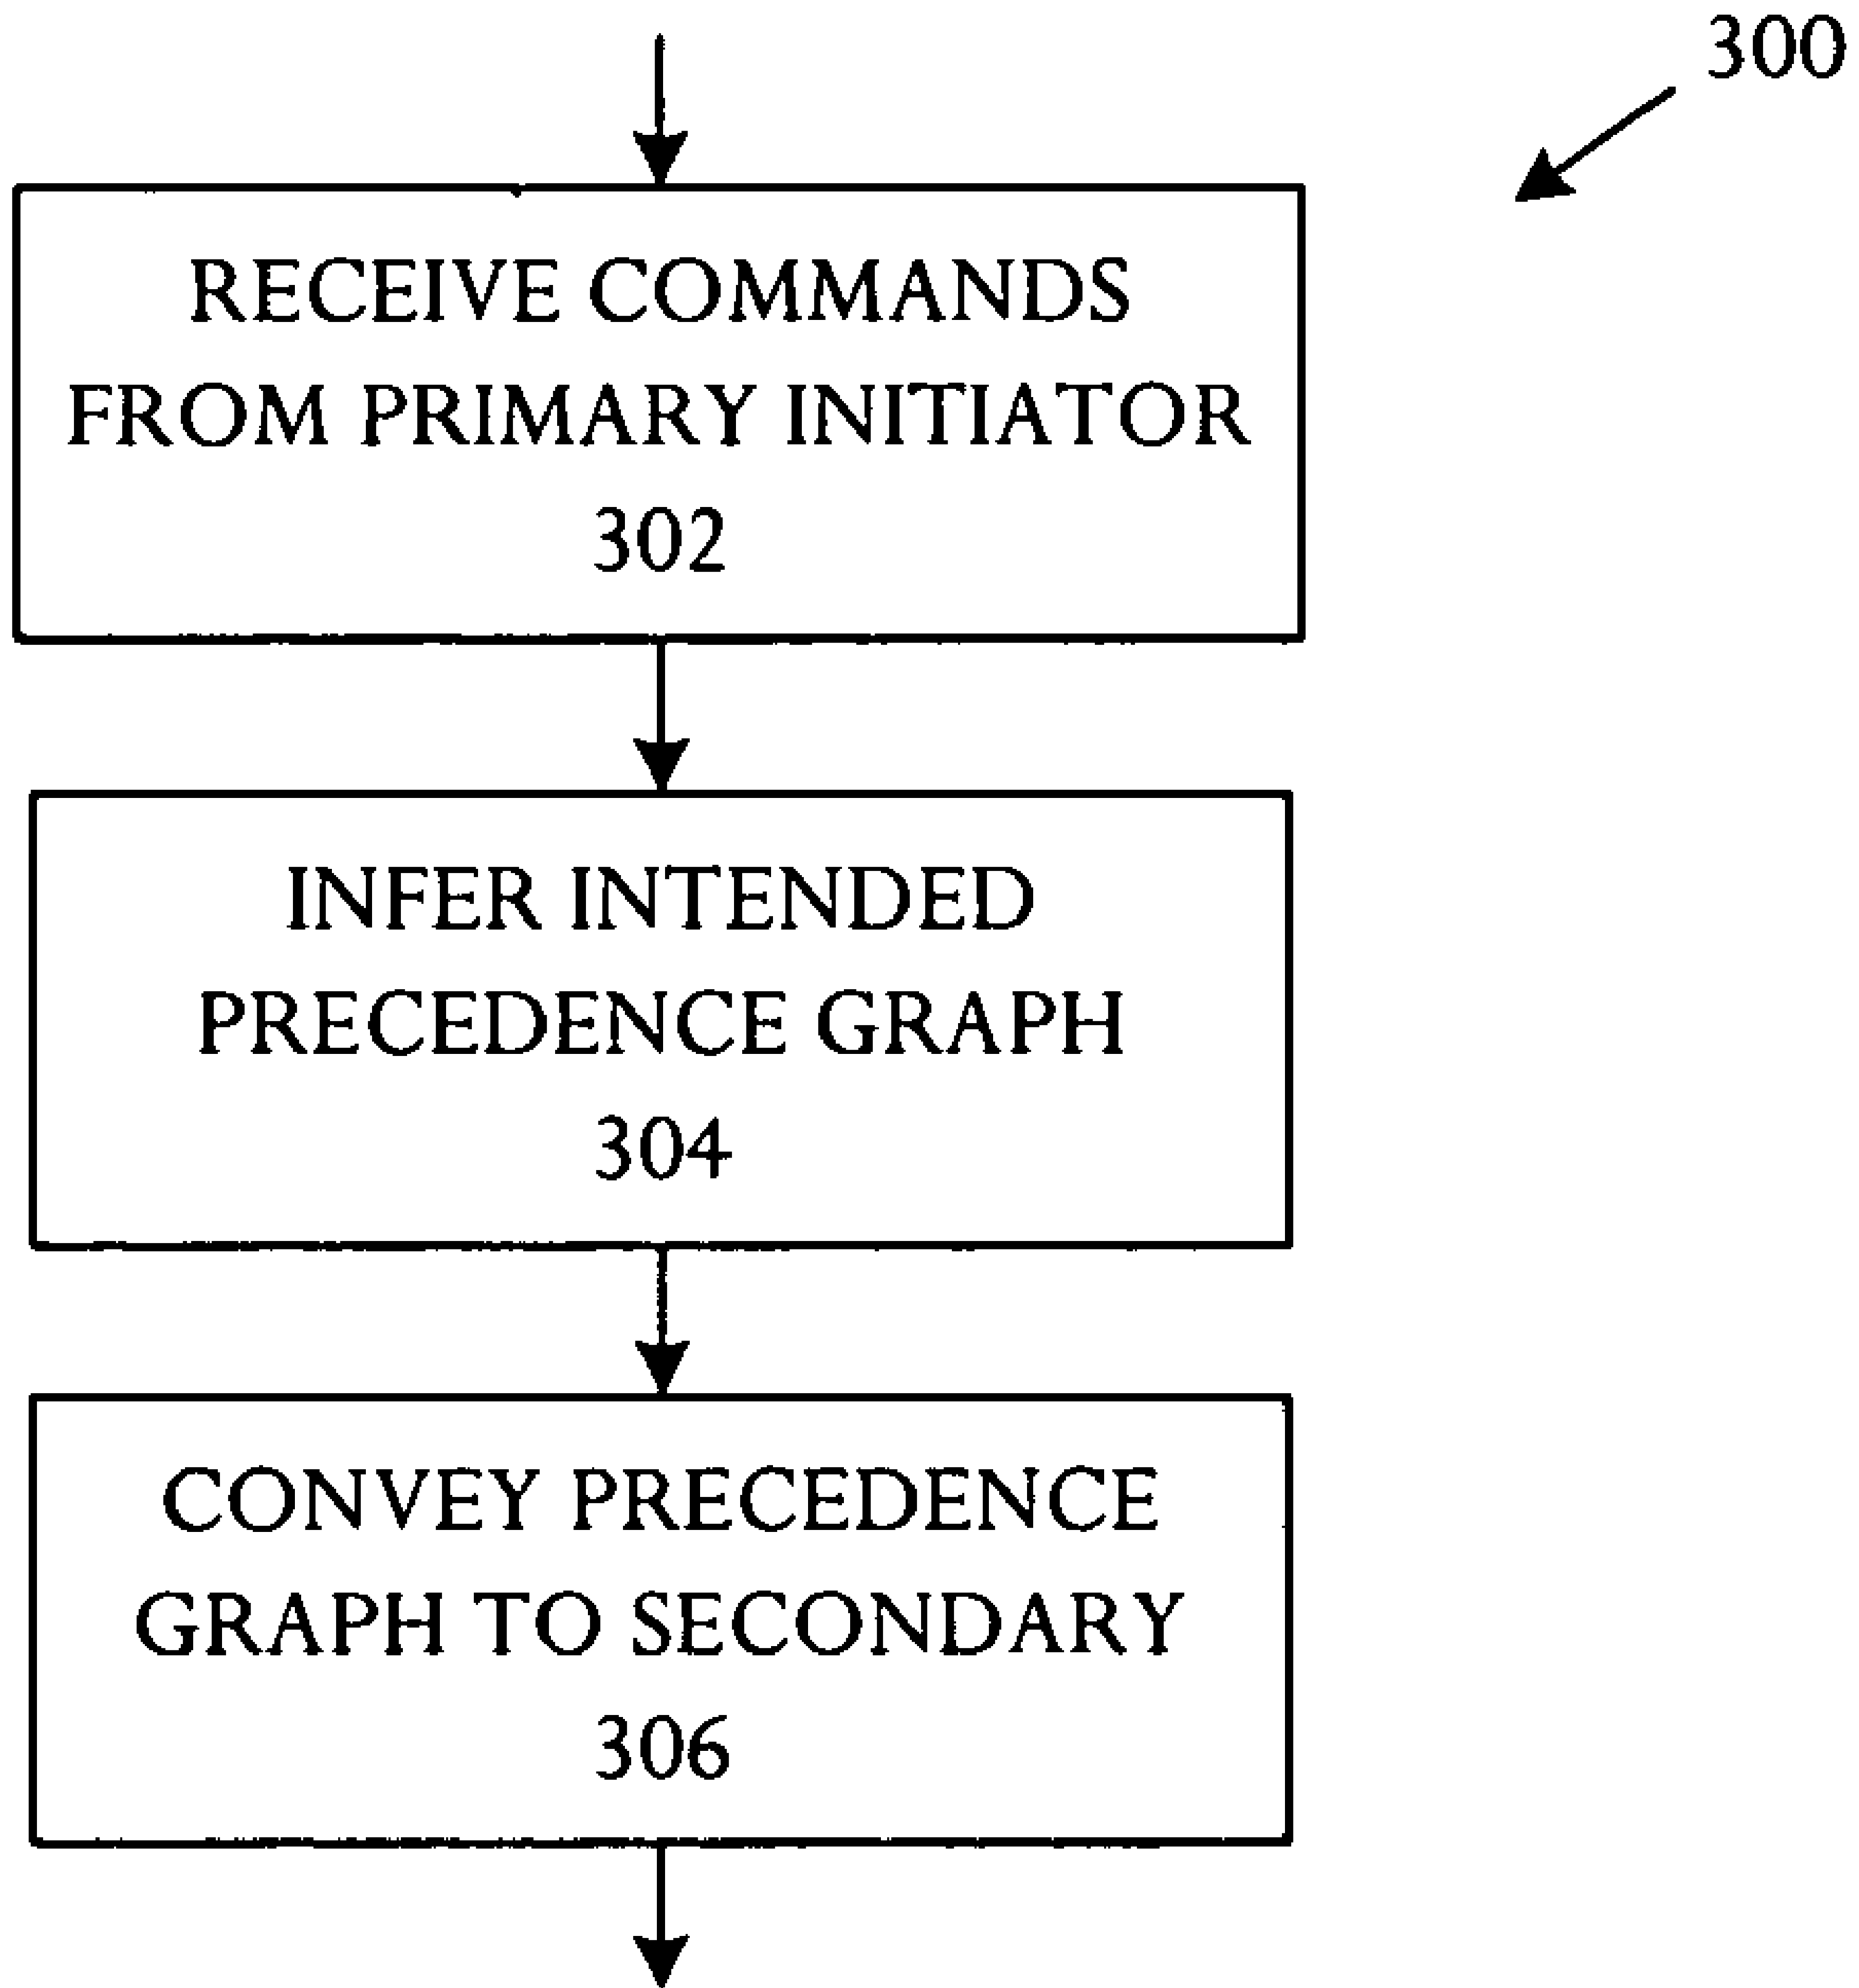 300
RECEIVE COMMANDS
FROM PRIMARY INITIATOR
302
INFER INTENDED
PRECEDENCE GRAPH
304
CONVEY PRECEDENCE
GRAPH TO SECONDARY
306